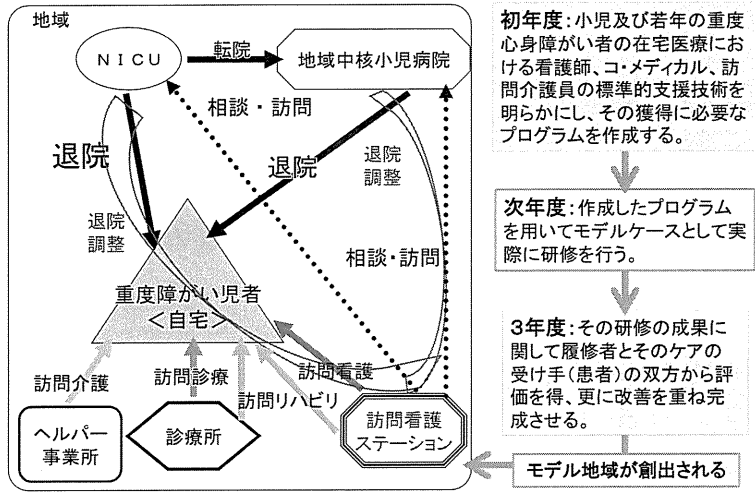 地域
NICU
転院
地域中核小児病院
相談・訪問
退院
退院
退院
調整
退院
調整
相談・訪問
重度障がい児者
＜自宅＞
訪問介護
訪問診療
訪問リハビリ
訪問看護
ヘルパー
事業所
診療所
訪問看護
ステーション
初年度：小児及び若年の重度
心身障がい者の在宅医療にお
ける看護師、コ・メディカル、訪
問介護員の標準的支援技術を
明らかにし、その獲得に必要な
プログラムを作成する。
次年度：作成したプログラム
を用いてモデルケースとして実
際に研修を行う。
３年度：その研修の成果に
関して履修者とそのケアの
受け手（患者）の双方から評
価を得、更に改善を重ね完
成させる。
モデル地域が創出される